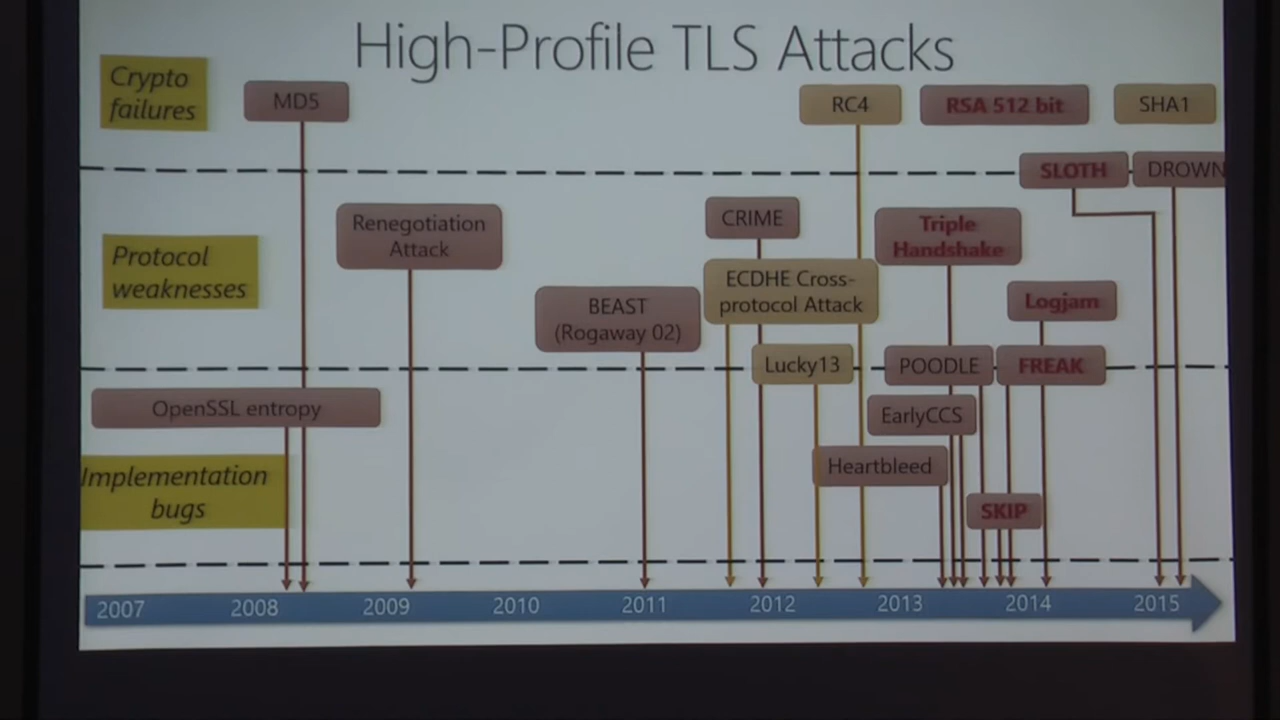 High-Profile TLS Attacks
Crypto
failures
MD5
RC4
RSA 512 bit
SHA1
SLOTH
DROWN
Protocol
weaknesses
Renegotiation
Attack
CRIME
Triple
Handshake
ECDHE Cross-
protocol Attack
BEAST
(Rogaway 02)
Logjam
Lucky13
POODLE
FREAK
OpenSSL entropy
EarlyCCS
Implementation
bugs
Heartbleed
SKIP
2007 2008 2009 2010 2011 2012 2013 2014 2015